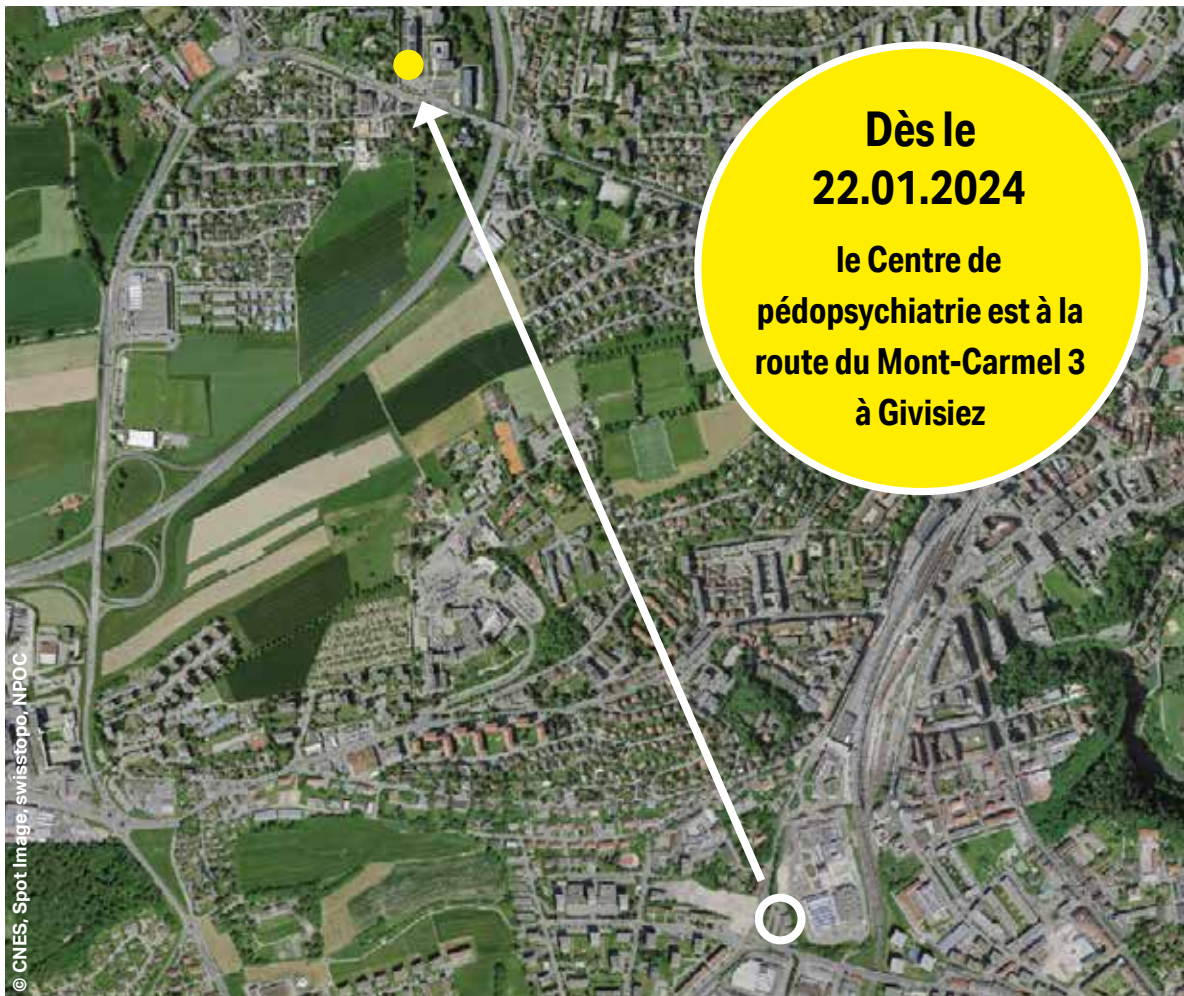 Dès le
22.01.2024
le Centre de
pédopsychiatrie est à la
route du Mont-Carmel 3
à Givisiez
© CNES, Spot Image, swisstopo, NPOC